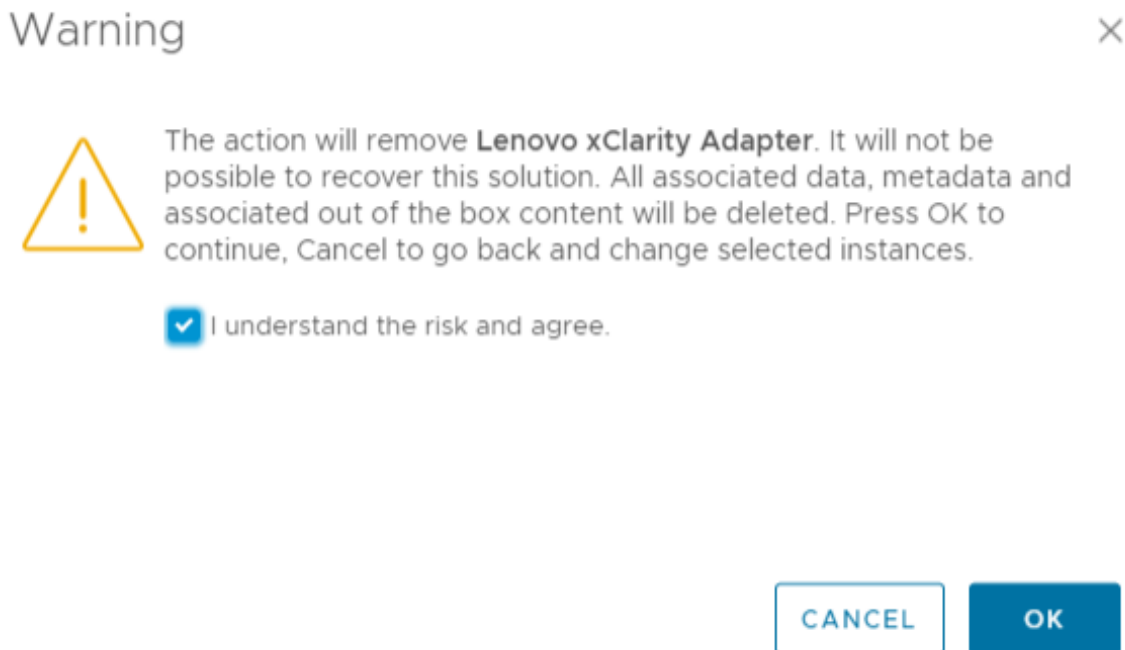 Warning
The action will remove Lenovo xClarity Adapter. It will not be
possible to recover this solution. All associated data, metadata and
associated out of the box content will be deleted. Press OK to
continue, Cancel to go back and change selected instances.
I understand the risk and agree.
CANCEL
OK